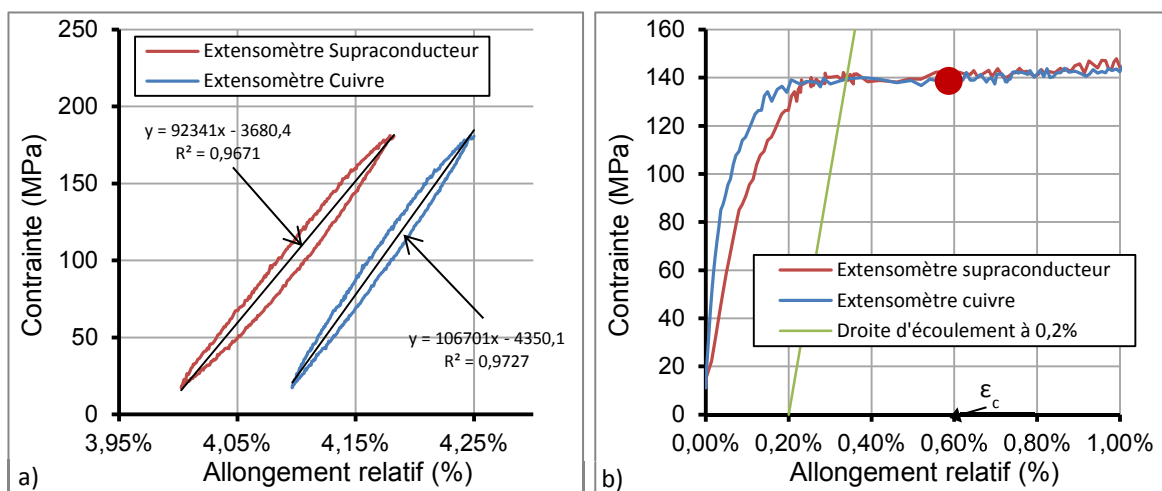 250
200
150
100
50
0
Contrainte (MPa)
Extensomètre Supraconducteur
Extensomètre Cuivre
y = 92341x - 3680,4
R² = 0,9671
y = 106701x - 4350,1
R² = 0,9727
3,95% 4,05% 4,15% 4,25%
Allongement relatif (%)
a)
160
140
120
100
80
60
40
20
0
Contrainte (MPa)
Extensomètre supraconducteur
Extensomètre cuivre
Droite d'écoulement à 0,2%
εc
0,00% 0,20% 0,40% 0,60% 0,80% 1,00%
Allongement relatif (%)
b)